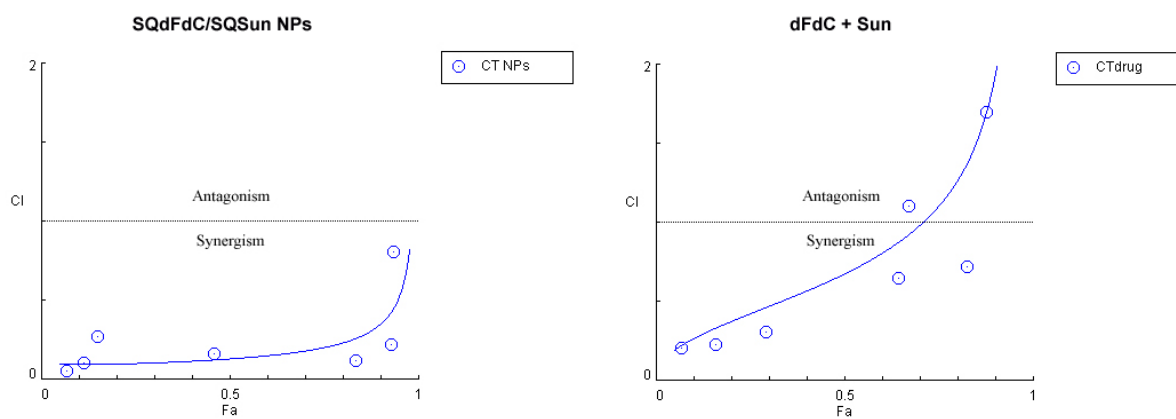 SQdFdC/SQSun NPs
2
CT NPs
Antagonism
CI
Synergism
0
0
0.5
1
Fa
dFdC + Sun
2
CTdrug
Antagonism
CI
Synergism
0
0
0.5
1
Fa